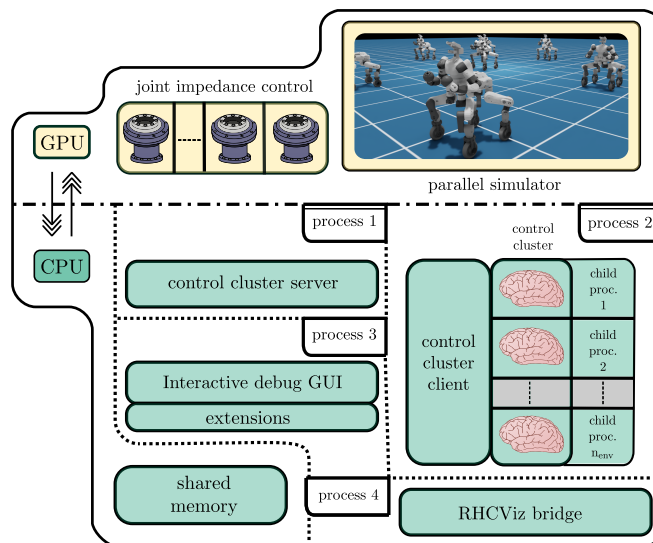 joint impedance control
GPU
parallel simulator
process 1
process 2
CPU
control cluster server
control
cluster
child
proc.
1
process 3
control
cluster
client
child
proc.
2
Interactive debug GUI
extensions
child
proc.
n_env
shared
memory
process 4
RHCViz bridge